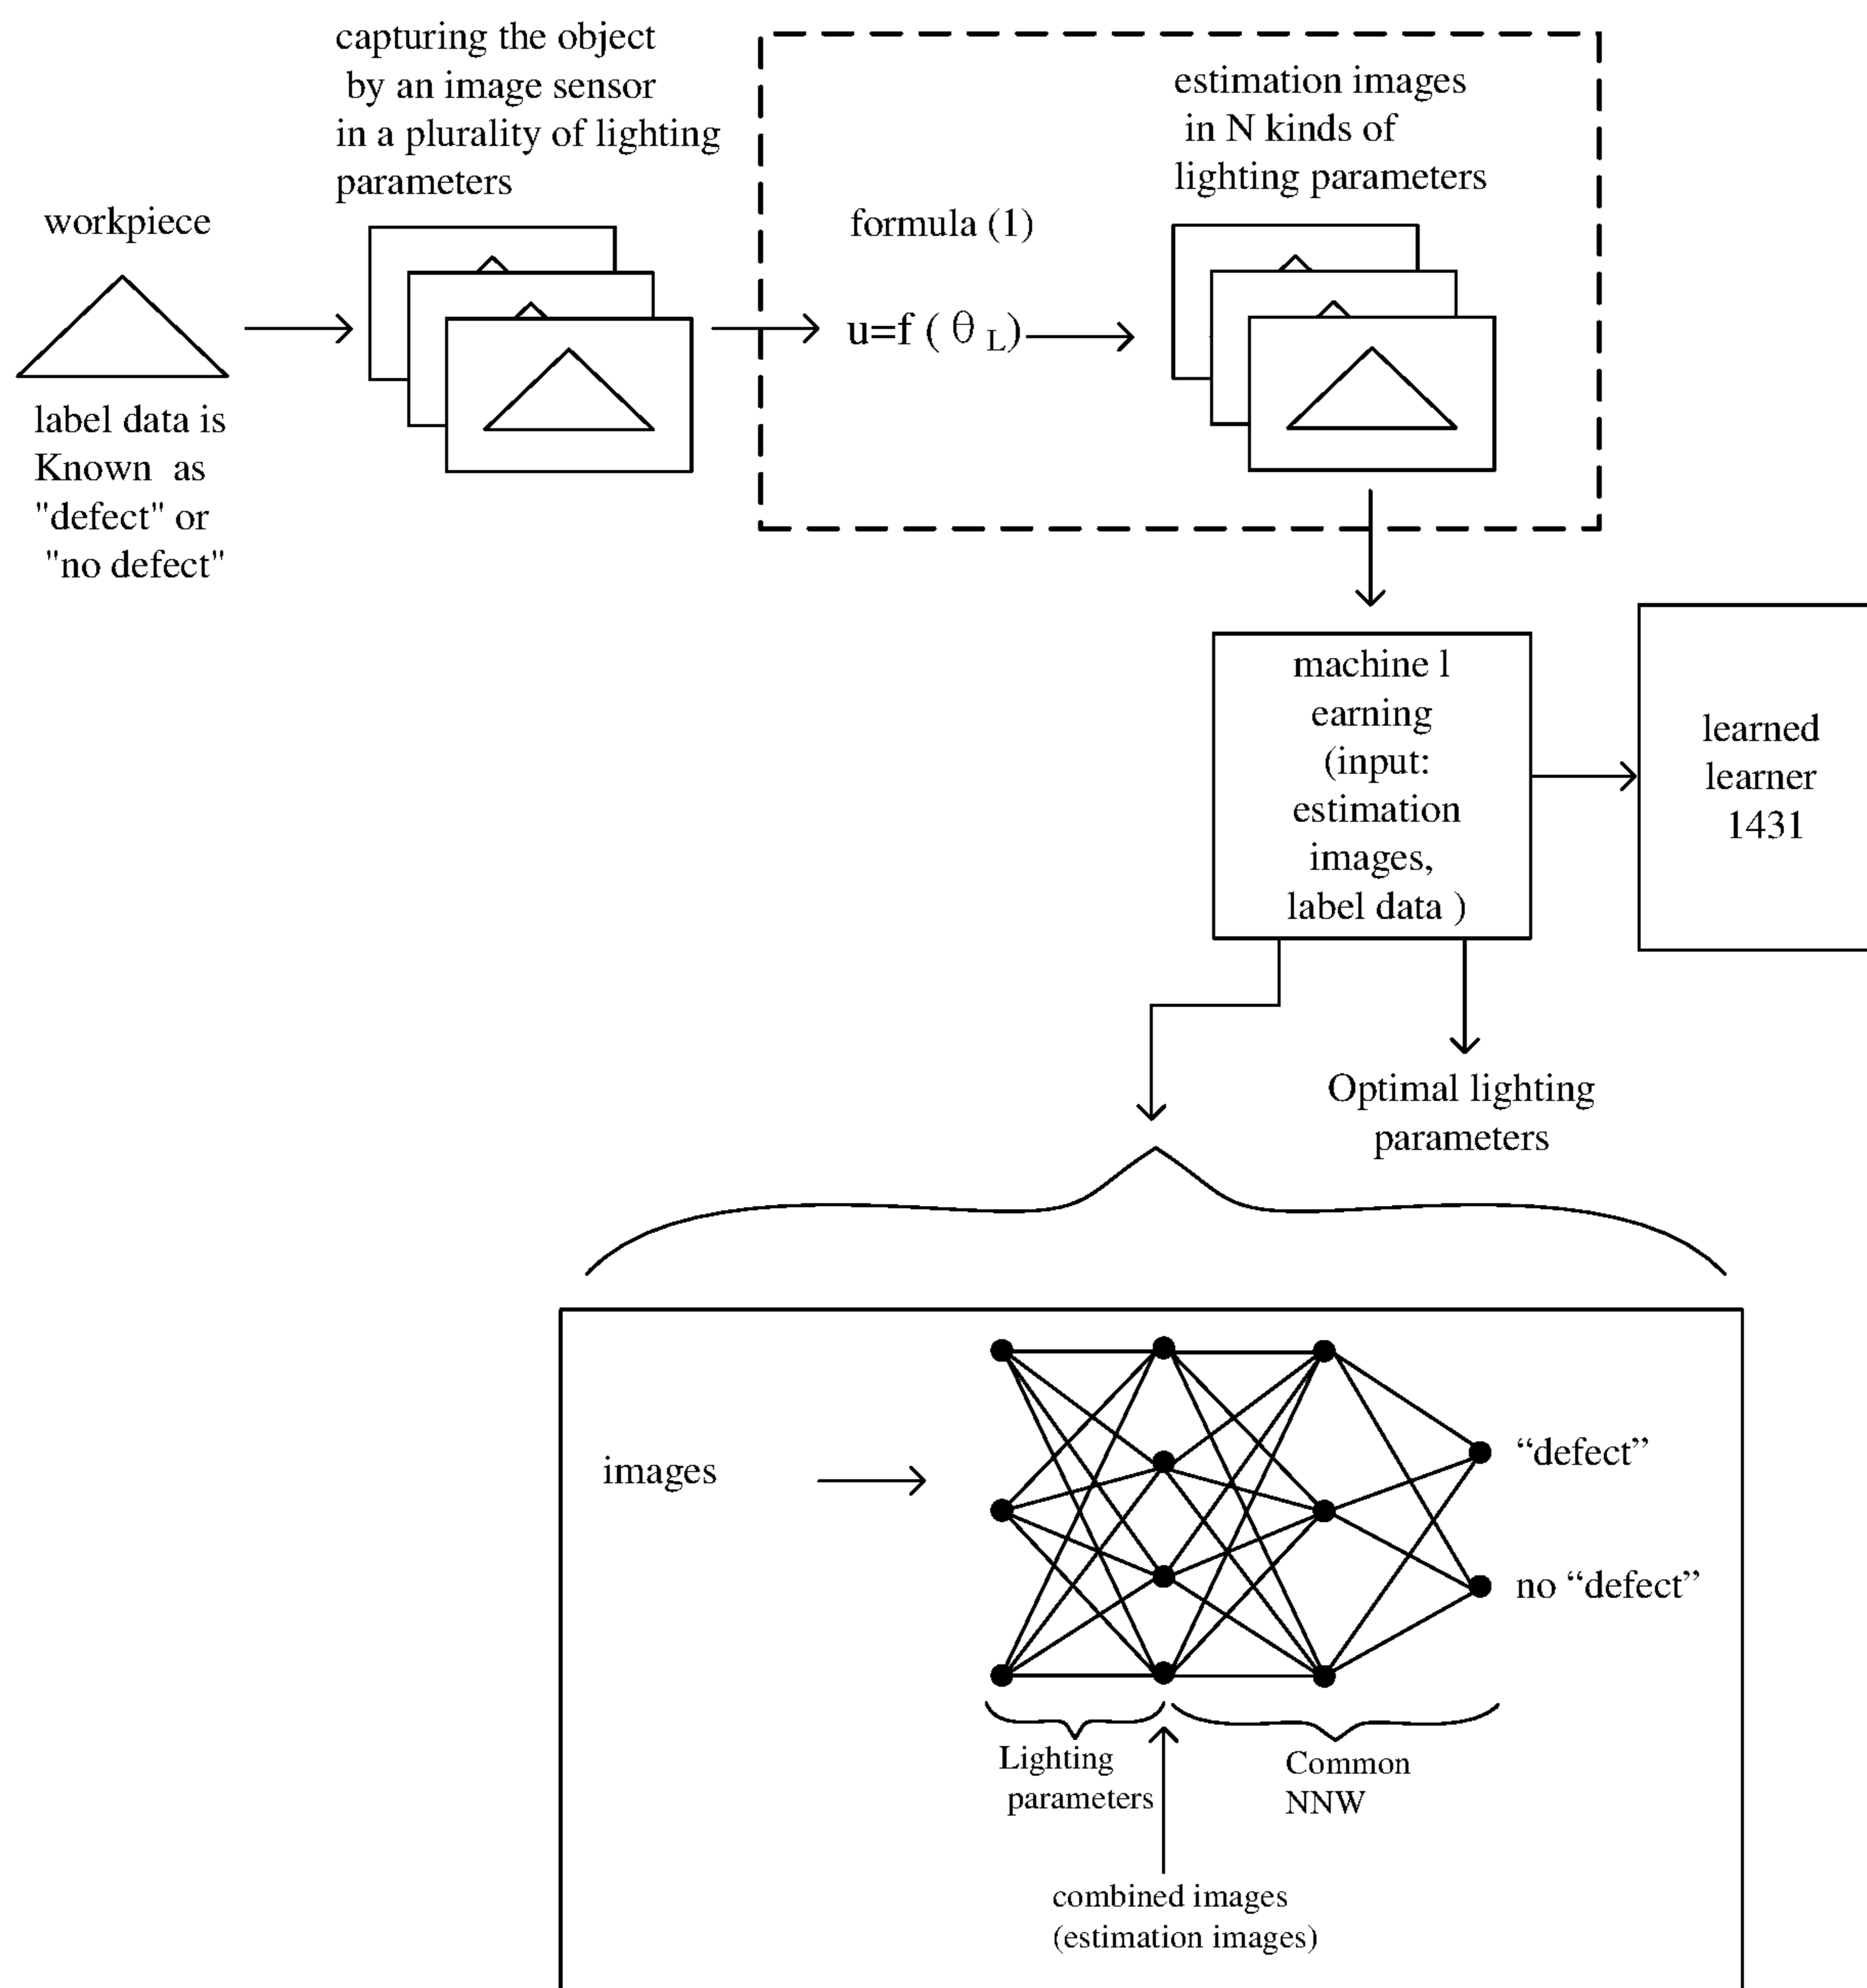 capturing the object
by an image sensor
in a plurality of lighting
parameters
workpiece
label data is
Known as
"defect" or
"no defect"
formula (1)
u=f ( θ L)
estimation images
in N kinds of
lighting parameters
machine l
earning
(input:
estimation
images,
label data )
learned
learner
1431
Optimal lighting
parameters
images
“defect”
no “defect”
Lighting
parameters
Common
NNW
combined images
(estimation images)